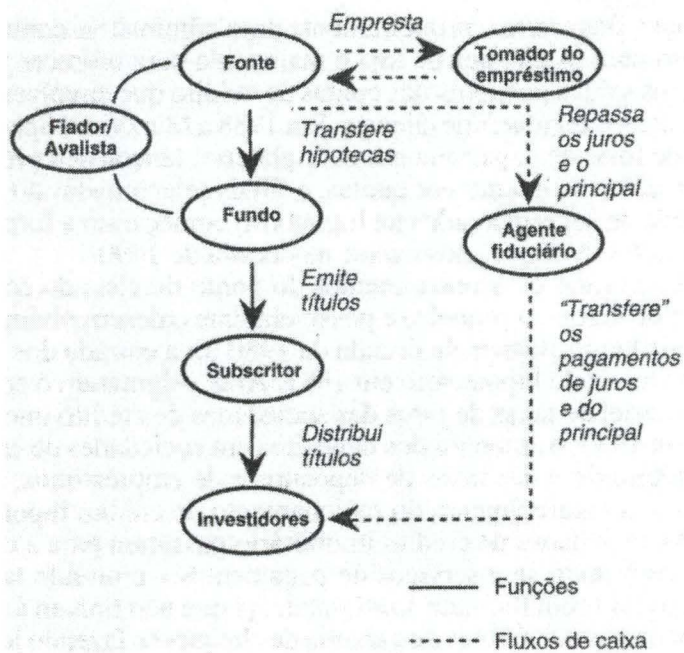 Empresta
Fonte
Tomador do
empréstimo
Fiador/
Avalista
Transfere
hipotecas
Repassa
os juros
e o
principal
Fundo
Agente
fiduciário
Emite
títulos
Subscritor
"Transfere"
os
pagamentos
de juros
e do
principal
Distribui
títulos
Investidores
Funções
Fluxos de caixa